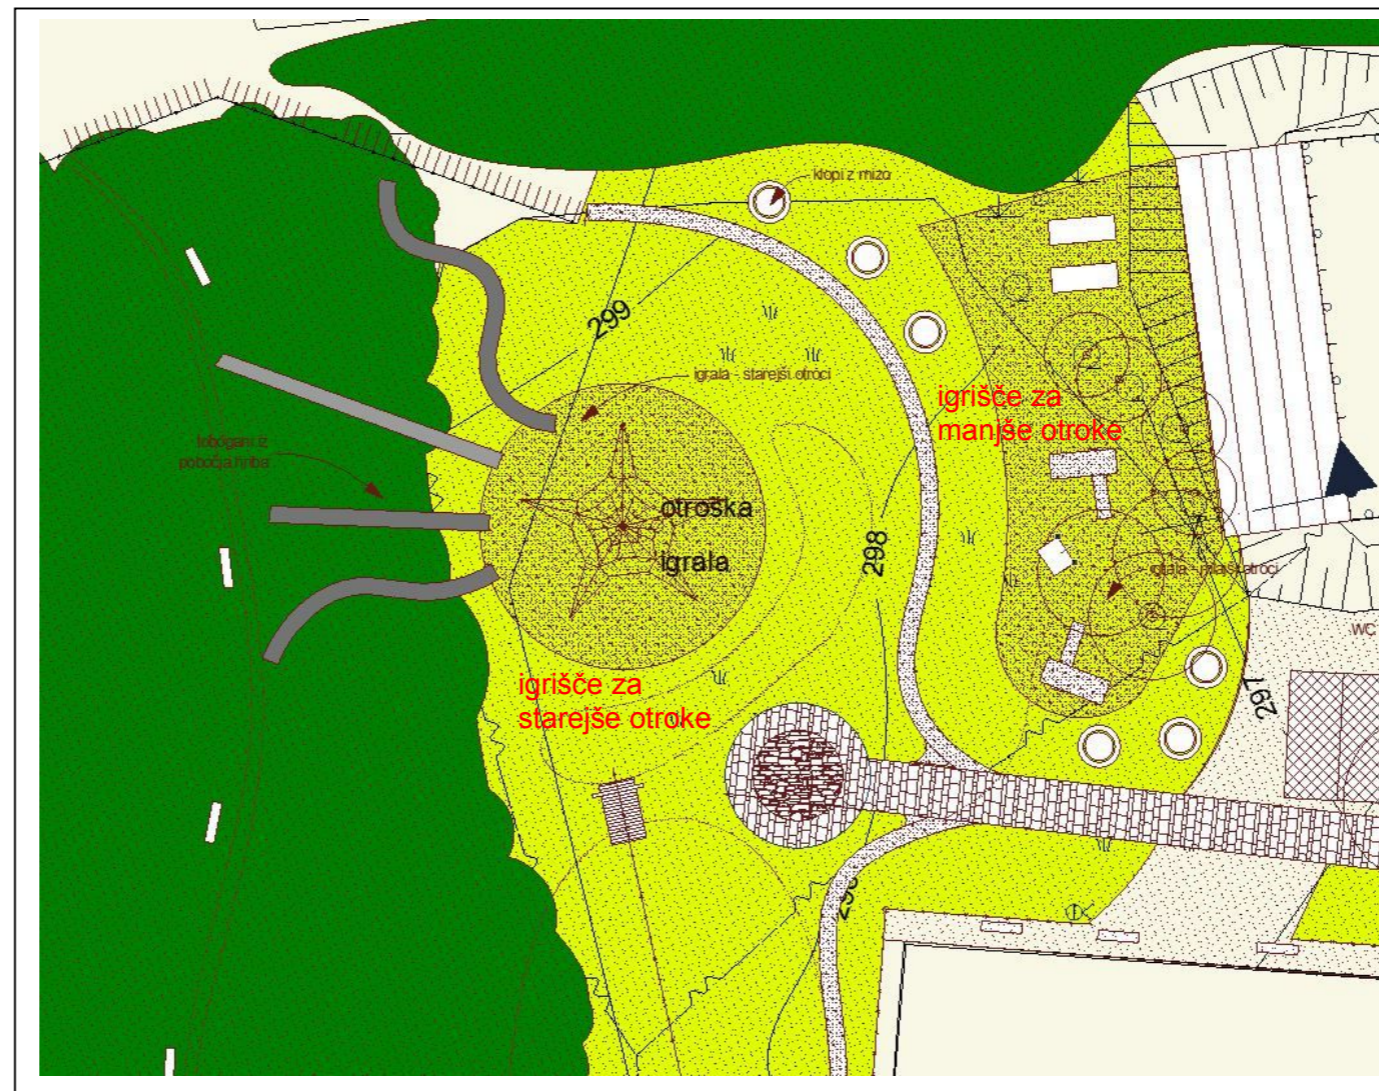 klopi z mizo
299
igrala - starejši otroci
igrišče za
manjše otroke
tobogani iz
pobočja hriba
otroška
igrala
298
igrala - mlajši otroci
WC
igrišče za
starejše otroke
297